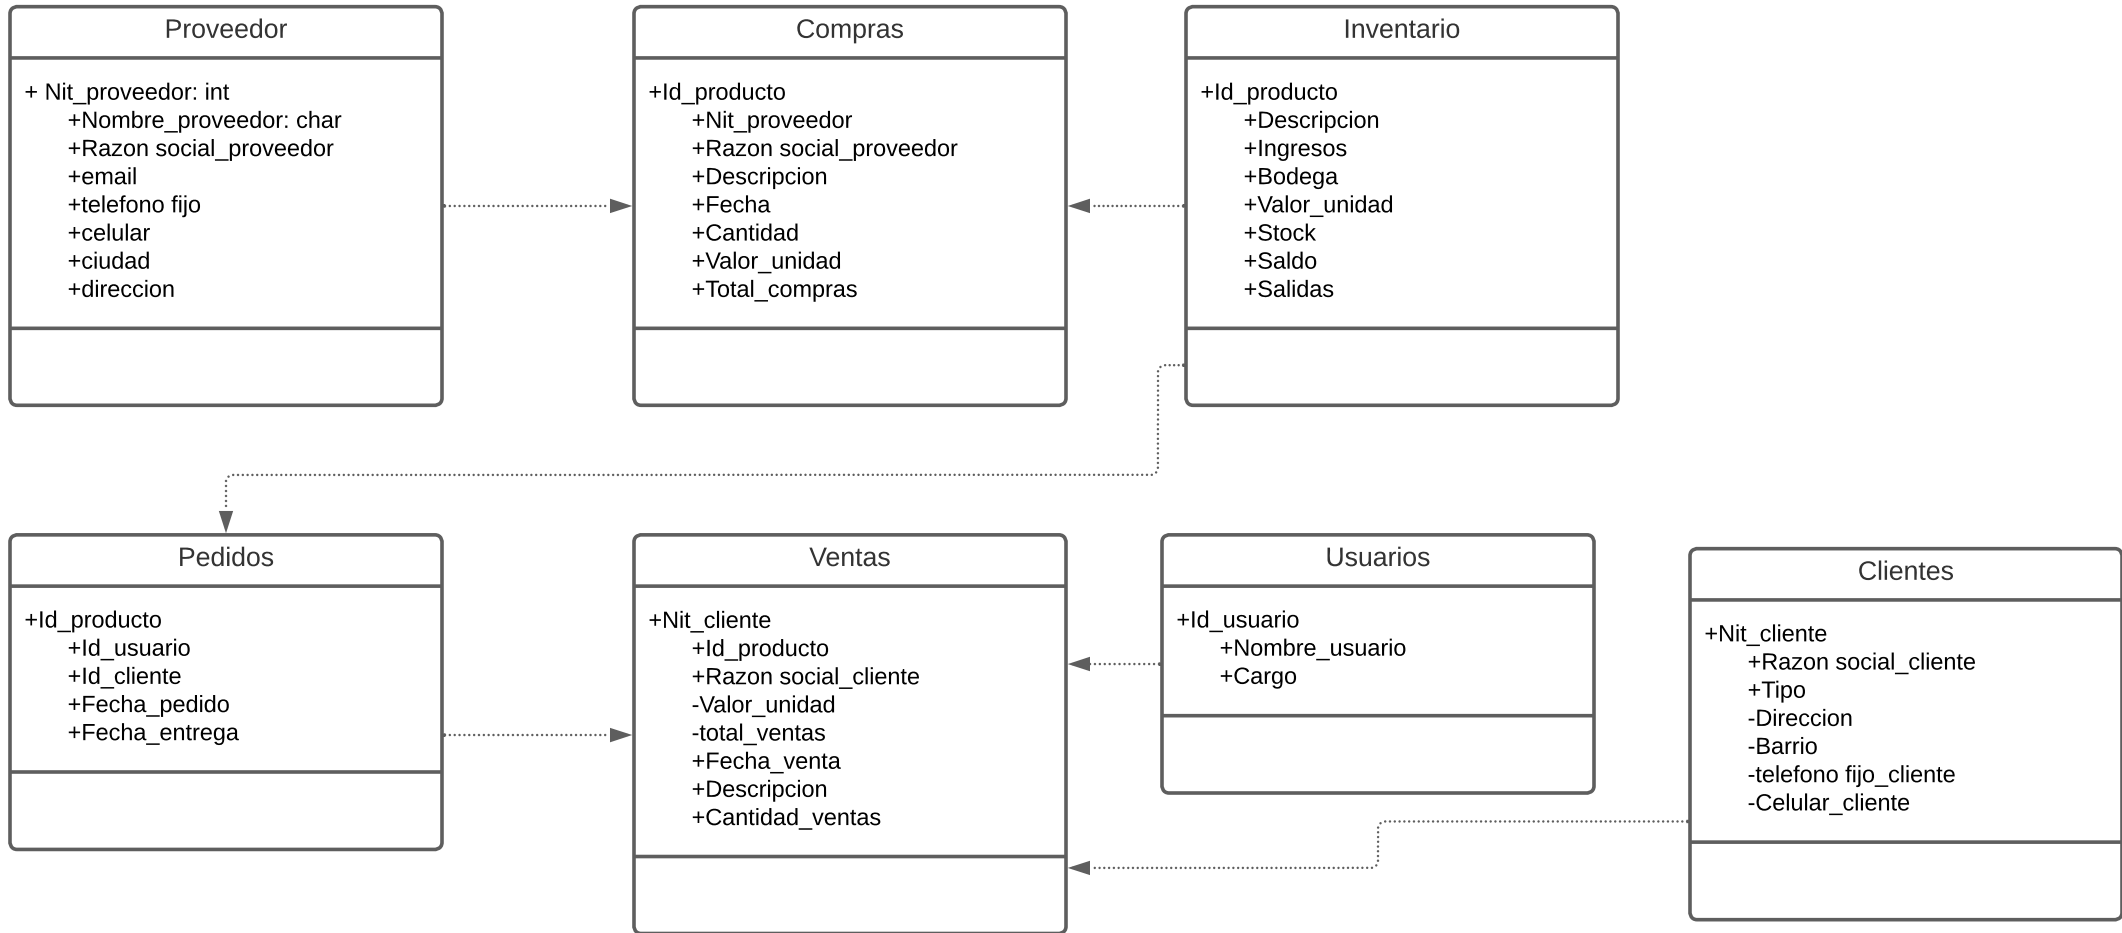 Proveedor
+ Nit_proveedor: int
+Nombre_proveedor: char
+Razon social_proveedor
+email
+telefono fijo
+celular
+ciudad
+direccion
Compras
+Id_producto
+Nit_proveedor
+Razon social_proveedor
+Descripcion
+Fecha
+Cantidad
+Valor_unidad
+Total_compras
Inventario
+Id_producto
+Descripcion
+Ingresos
+Bodega
+Valor_unidad
+Stock
+Saldo
+Salidas
Pedidos
+Id_producto
+Id_usuario
+Id_cliente
+Fecha_pedido
+Fecha_entrega
Ventas
+Nit_cliente
+Id_producto
+Razon social_cliente
-Valor_unidad
-total_ventas
+Fecha_venta
+Descripcion
+Cantidad_ventas
Usuarios
+Id_usuario
+Nombre_usuario
+Cargo
Clientes
+Nit_cliente
+Razon social_cliente
+Tipo
-Direccion
-Barrio
-telefono fijo_cliente
-Celular_cliente